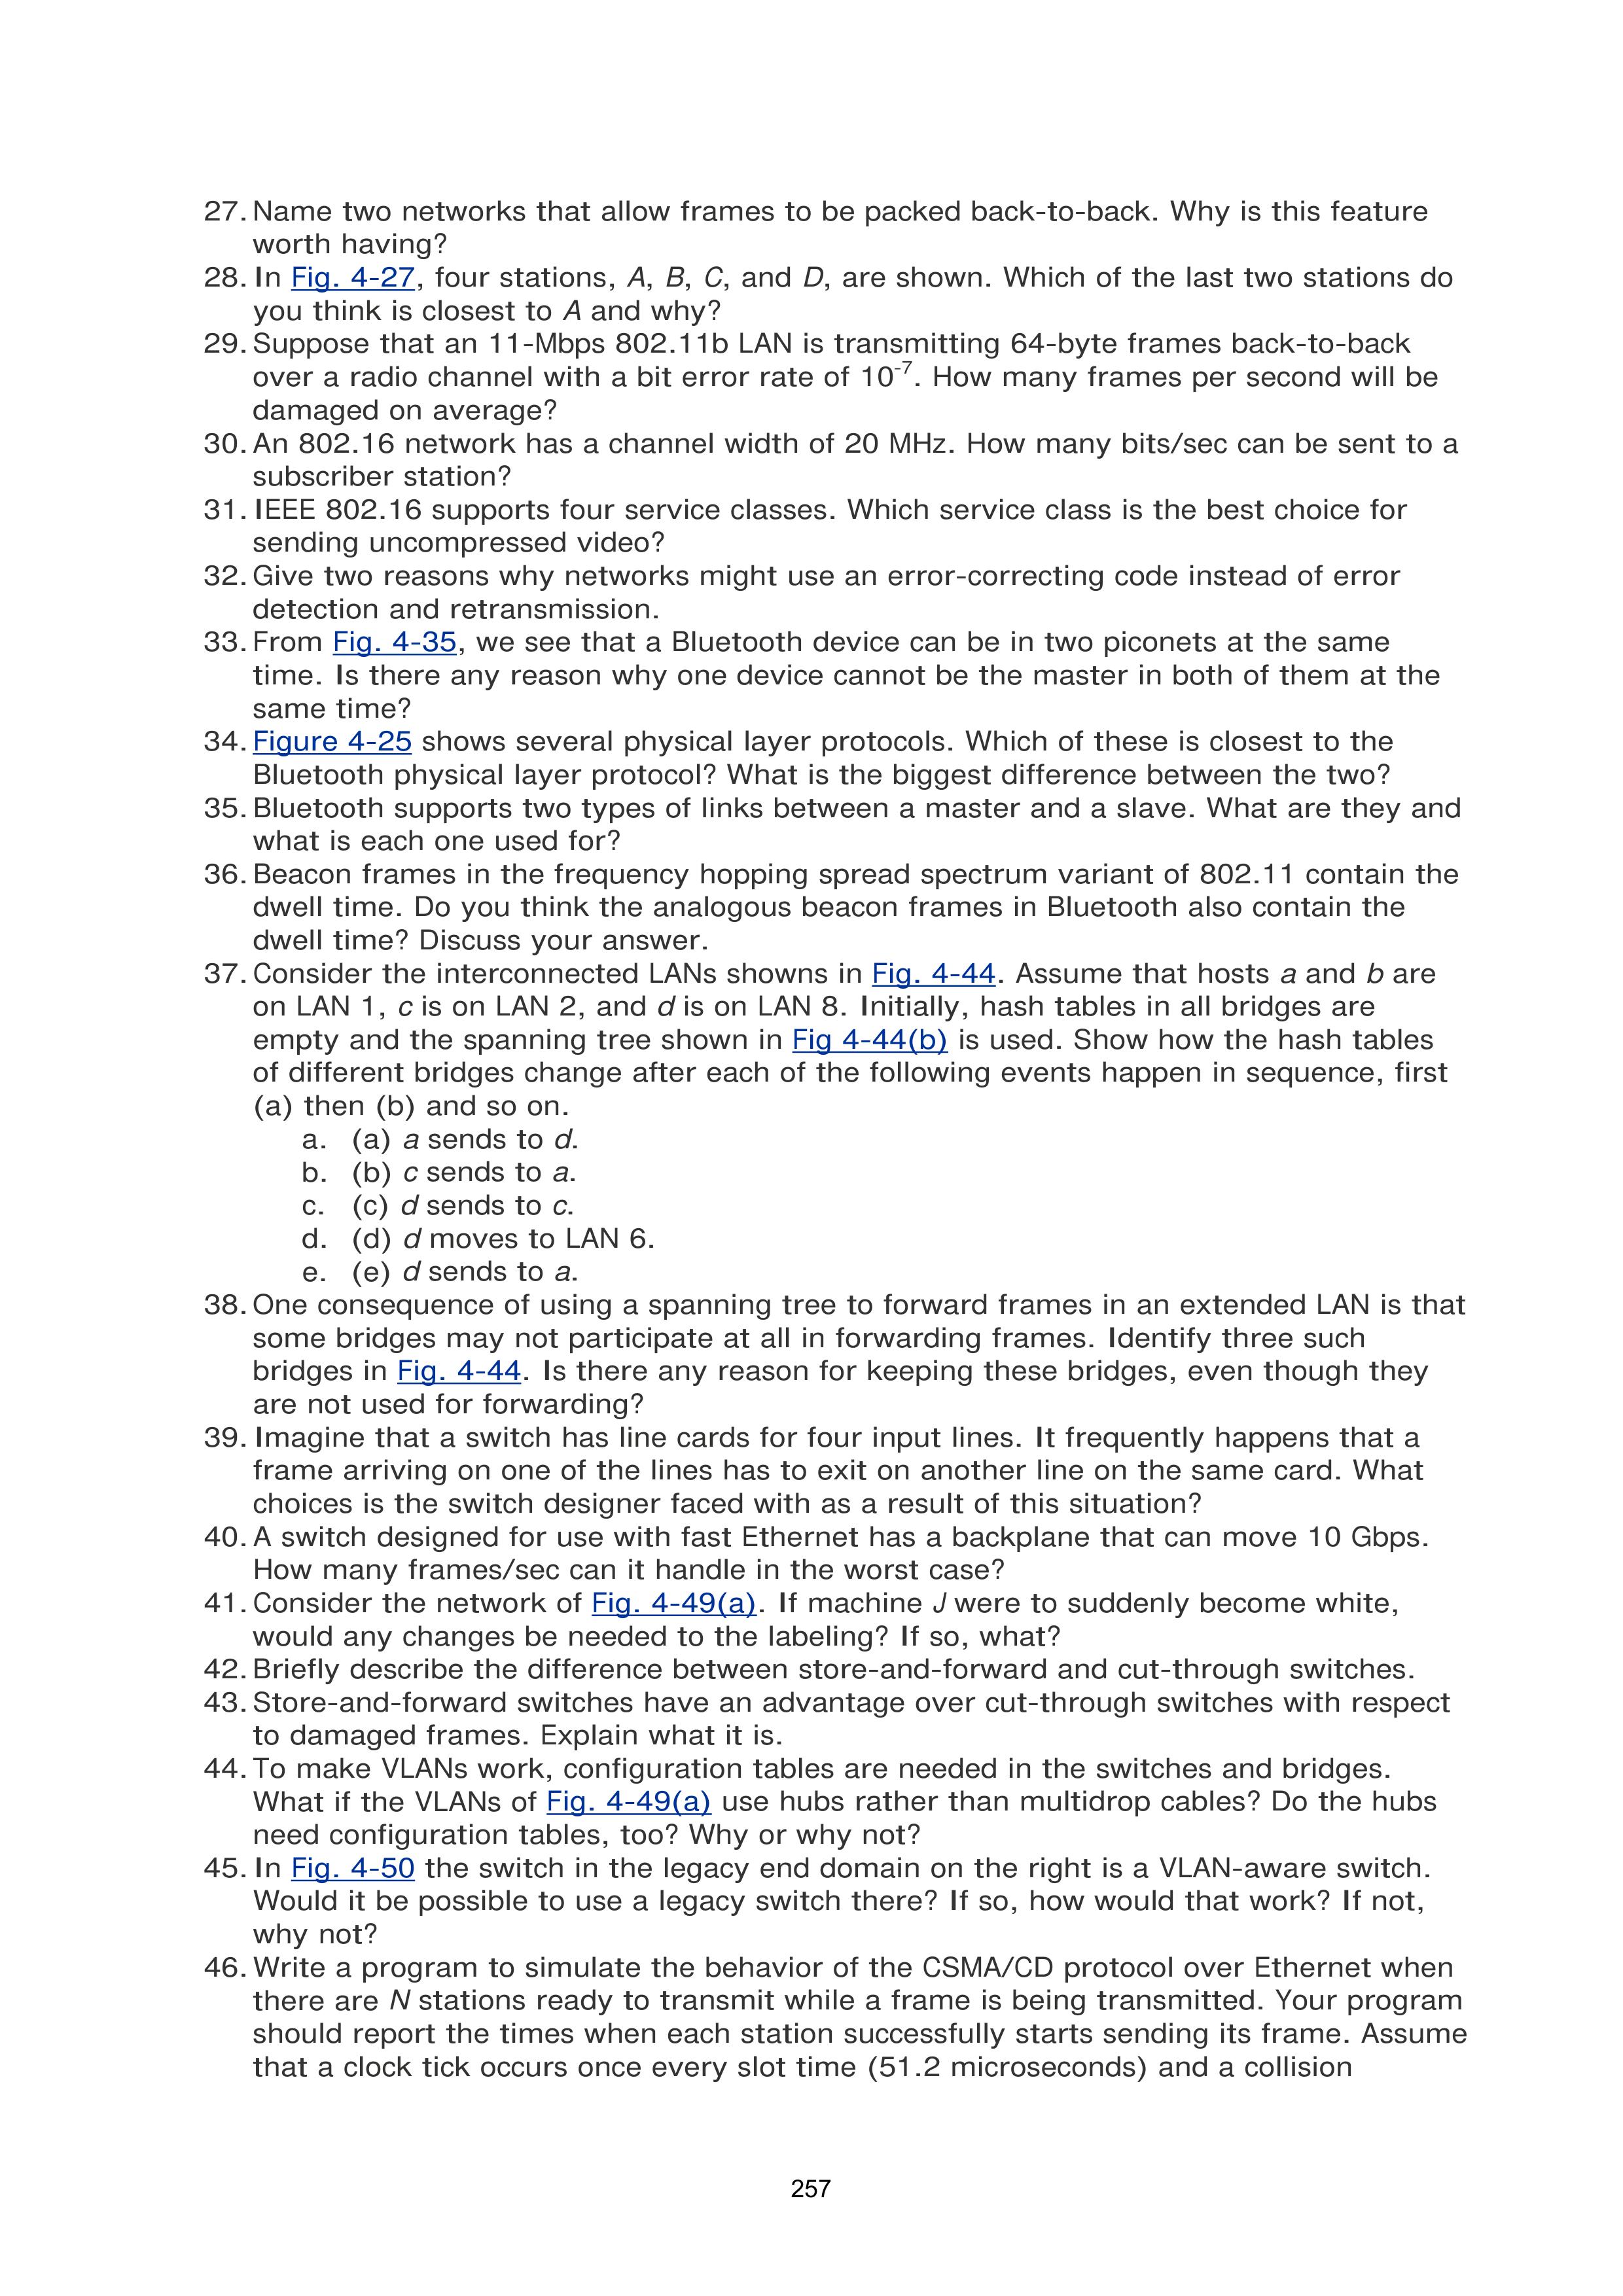 27. Name two networks that allow frames to be packed back-to-back. Why is this feature
worth having?
28. In Fig. 4-27, four stations, A, B, C, and D, are shown. Which of the last two stations do
you think is closest to A and why?
29. Suppose that an 11-Mbps 802.11b LAN is transmitting 64-byte frames back-to-back
over a radio channel with a bit error rate of 10-7. How many frames per second will be
damaged on average?
30. An 802.16 network has a channel width of 20 MHz. How many bits/sec can be sent to a
subscriber station?
31. IEEE 802.16 supports four service classes. Which service class is the best choice for
sending uncompressed video?
32. Give two reasons why networks might use an error-correcting code instead of error
detection and retransmission.
33. From Fig. 4-35, we see that a Bluetooth device can be in two piconets at the same
time. Is there any reason why one device cannot be the master in both of them at the
same time?
34. Figure 4-25 shows several physical layer protocols. Which of these is closest to the
Bluetooth physical layer protocol? What is the biggest difference between the two?
35. Bluetooth supports two types of links between a master and a slave. What are they and
what is each one used for?
36. Beacon frames in the frequency hopping spread spectrum variant of 802.11 contain the
dwell time. Do you think the analogous beacon frames in Bluetooth also contain the
dwell time? Discuss your answer.
37. Consider the interconnected LANs showns in Fig. 4-44. Assume that hosts a and b are
on LAN 1, c is on LAN 2, and d is on LAN 8. Initially, hash tables in all bridges are
empty and the spanning tree shown in Fig 4-44(b) is used. Show how the hash tables
of different bridges change after each of the following events happen in sequence, first
(a) then (b) and so on.
a. (a) a sends to d.
b. (b) c sends to a.
c. (c) d sends to c.
d. (d) d moves to LAN 6.
e. (e) d sends to a.
38. One consequence of using a spanning tree to forward frames in an extended LAN is that
some bridges may not participate at all in forwarding frames. Identify three such
bridges in Fig. 4-44. Is there any reason for keeping these bridges, even though they
are not used for forwarding?
39. Imagine that a switch has line cards for four input lines. It frequently happens that a
frame arriving on one of the lines has to exit on another line on the same card. What
choices is the switch designer faced with as a result of this situation?
40. A switch designed for use with fast Ethernet has a backplane that can move 10 Gbps.
How many frames/sec can it handle in the worst case?
41. Consider the network of Fig. 4-49(a). If machine J were to suddenly become white,
would any changes be needed to the labeling? If so, what?
42. Briefly describe the difference between store-and-forward and cut-through switches.
43. Store-and-forward switches have an advantage over cut-through switches with respect
to damaged frames. Explain what it is.
44. To make VLANs work, configuration tables are needed in the switches and bridges.
What if the VLANs of Fig. 4-49(a) use hubs rather than multidrop cables? Do the hubs
need configuration tables, too? Why or why not?
45. In Fig. 4-50 the switch in the legacy end domain on the right is a VLAN-aware switch.
Would it be possible to use a legacy switch there? If so, how would that work? If not,
why not?
46. Write a program to simulate the behavior of the CSMA/CD protocol over Ethernet when
there are N stations ready to transmit while a frame is being transmitted. Your program
should report the times when each station successfully starts sending its frame. Assume
that a clock tick occurs once every slot time (51.2 microseconds) and a collision
257